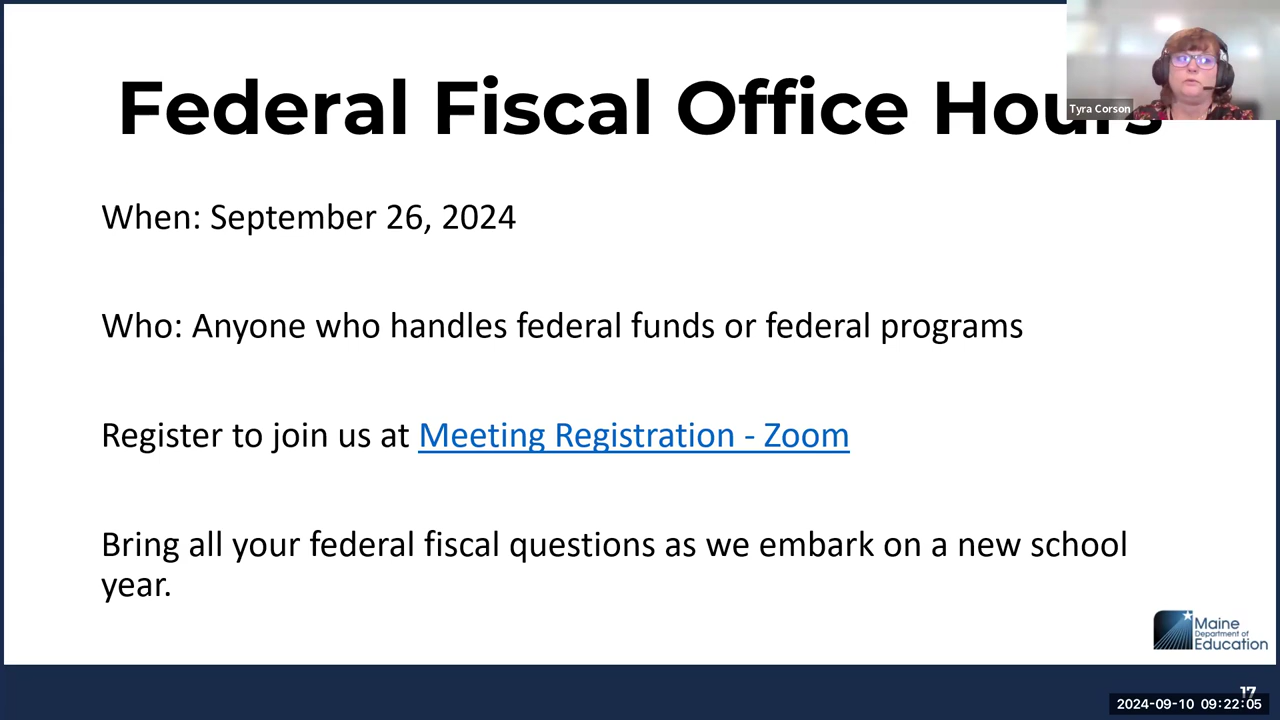 Federal Fiscal Office Hours
Tyra Corson
When: September 26, 2024
Who: Anyone who handles federal funds or federal programs
Register to join us at Meeting Registration - Zoom
Bring all your federal fiscal questions as we embark on a new school
year.
Maine
Department of
Education
17
2024-09-10 09:22:05